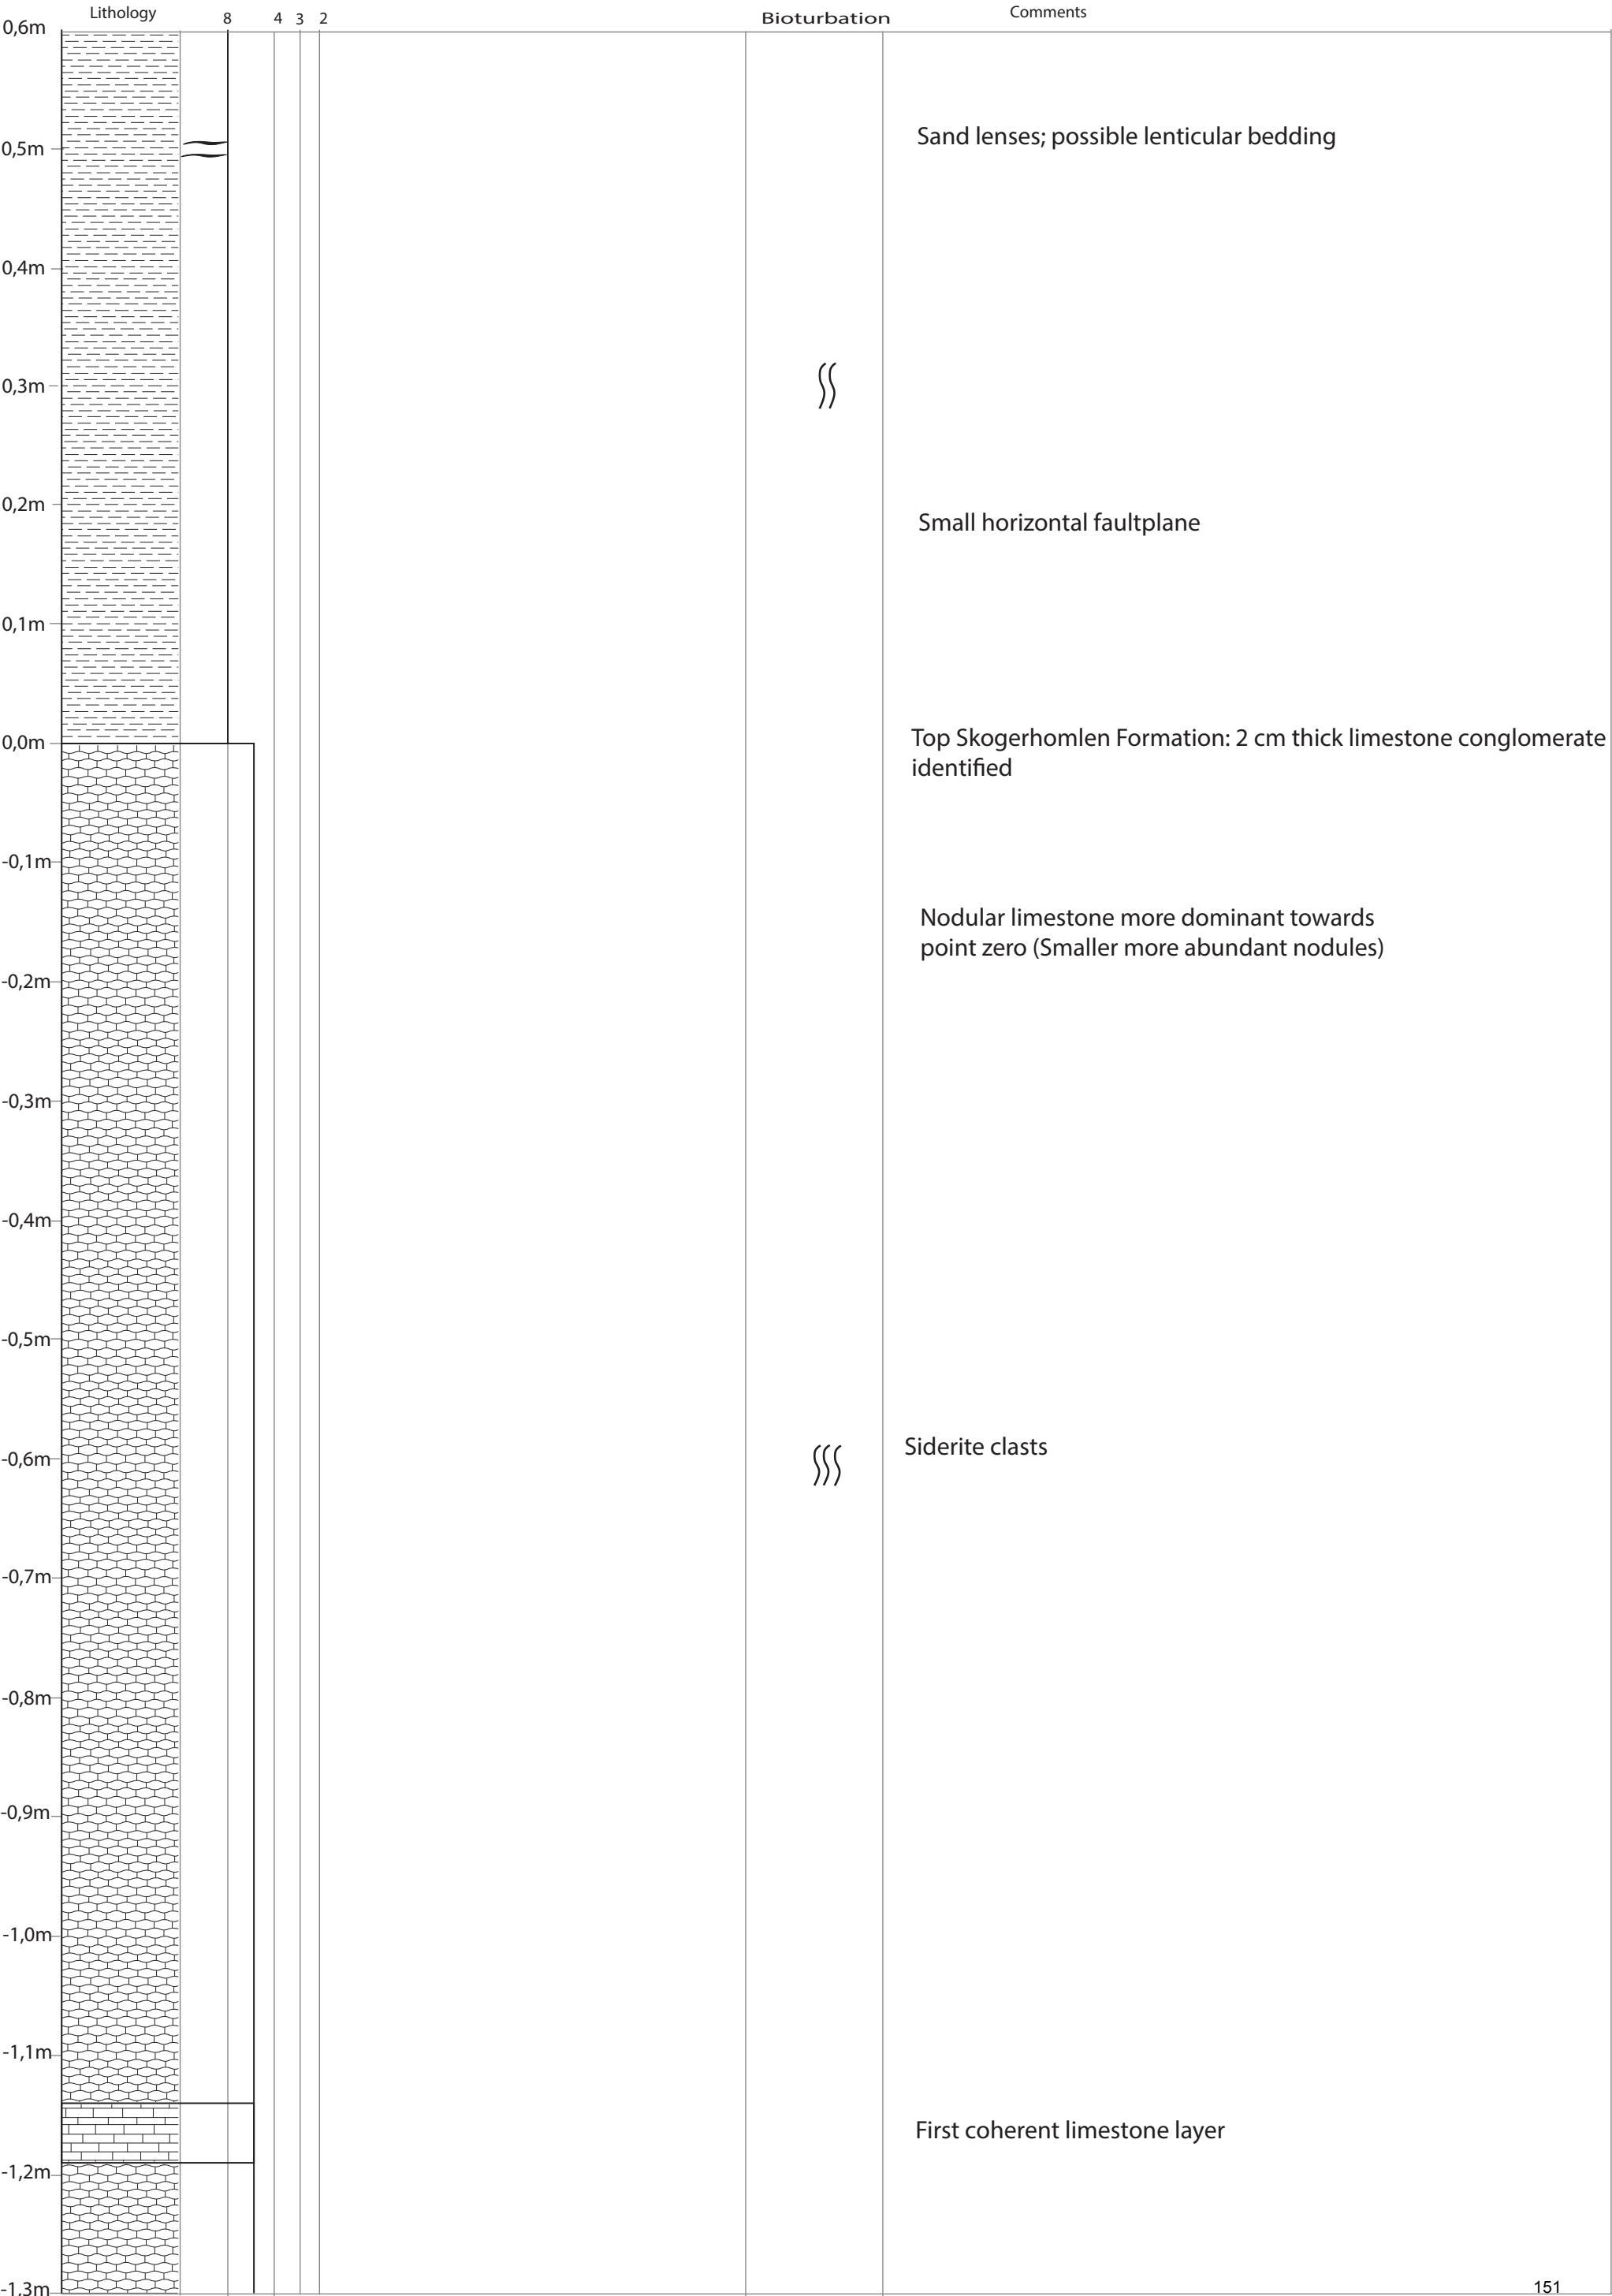 Lithology 8 4 3 2 Bioturbation Comments
0,6m
Sand lenses; possible lenticular bedding
0,5m
0,4m
0,3m
0,2m
Small horizontal faultplane
0,1m
0,0m
Top Skogerhomlen Formation: 2 cm thick limestone conglomerate
identified
-0,1m
Nodular limestone more dominant towards
point zero (Smaller more abundant nodules)
-0,2m
-0,3m
-0,4m
-0,5m
Siderite clasts
-0,6m
-0,7m
-0,8m
-0,9m
-1,0m
-1,1m
First coherent limestone layer
-1,2m
-1,3m
151